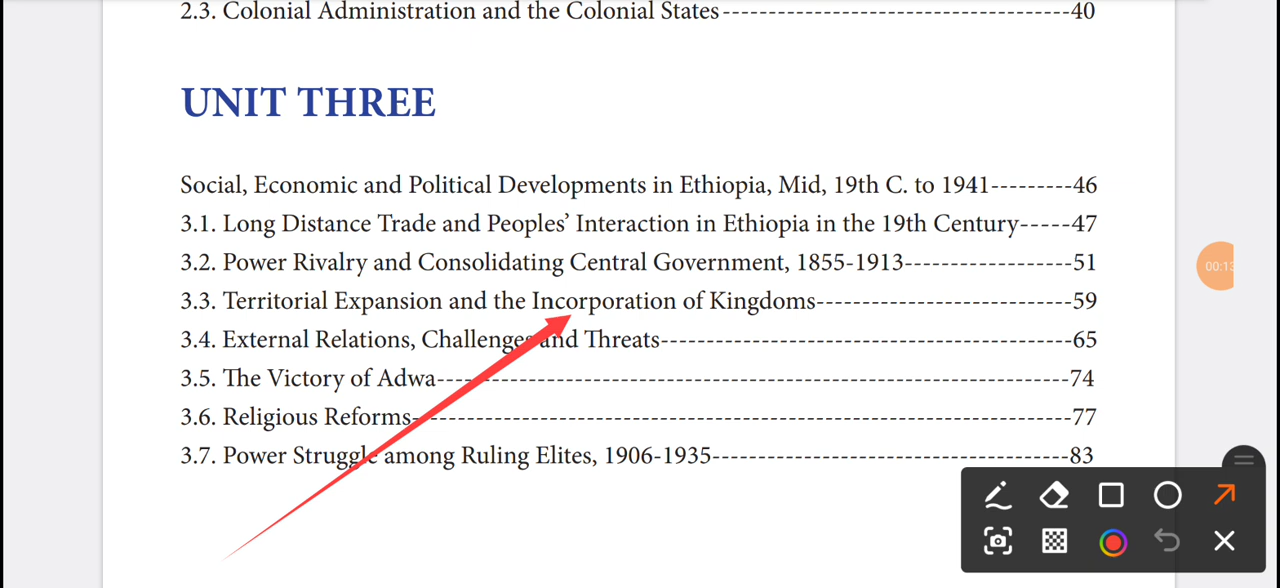 2.3. Colonial Administration and the Colonial States---------------------------------------40
UNIT THREE
Social, Economic and Political Developments in Ethiopia, Mid, 19th C. to 1941---------46
3.1. Long Distance Trade and Peoples’ Interaction in Ethiopia in the 19th Century-----47
3.2. Power Rivalry and Consolidating Central Government, 1855-1913------------------51
3.3. Territorial Expansion and the Incorporation of Kingdoms---------------------------59
3.4. External Relations, Challenges and Threats-------------------------------------------65
3.5. The Victory of Adwa-------------------------------------------------------------------74
3.6. Religious Reforms----------------------------------------------------------------------77
3.7. Power Struggle among Ruling Elites, 1906-1935--------------------------------------83
00:13